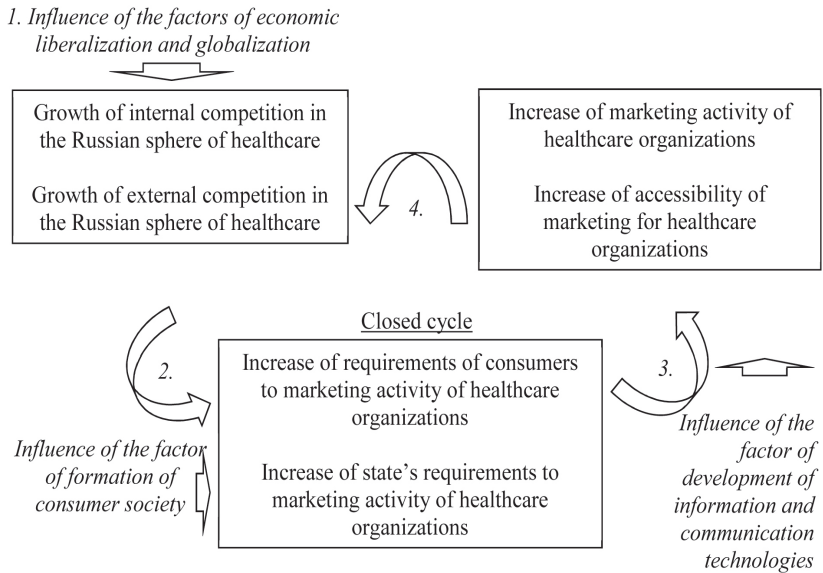 1. Influence of the factors of economic
liberalization and globalization
Growth of internal competition in
the Russian sphere of healthcare
Growth of external competition in
the Russian sphere of healthcare
Increase of marketing activity of
healthcare organizations
Increase of accessibility of
marketing for healthcare
organizations
4.
Closed cycle
2.
Increase of requirements of consumers
to marketing activity of healthcare
organizations
Increase of state’s requirements to
marketing activity of healthcare
organizations
3.
Influence of the factor
of formation of
consumer society
Influence of the
factor of
development of
information and
communication
technologies